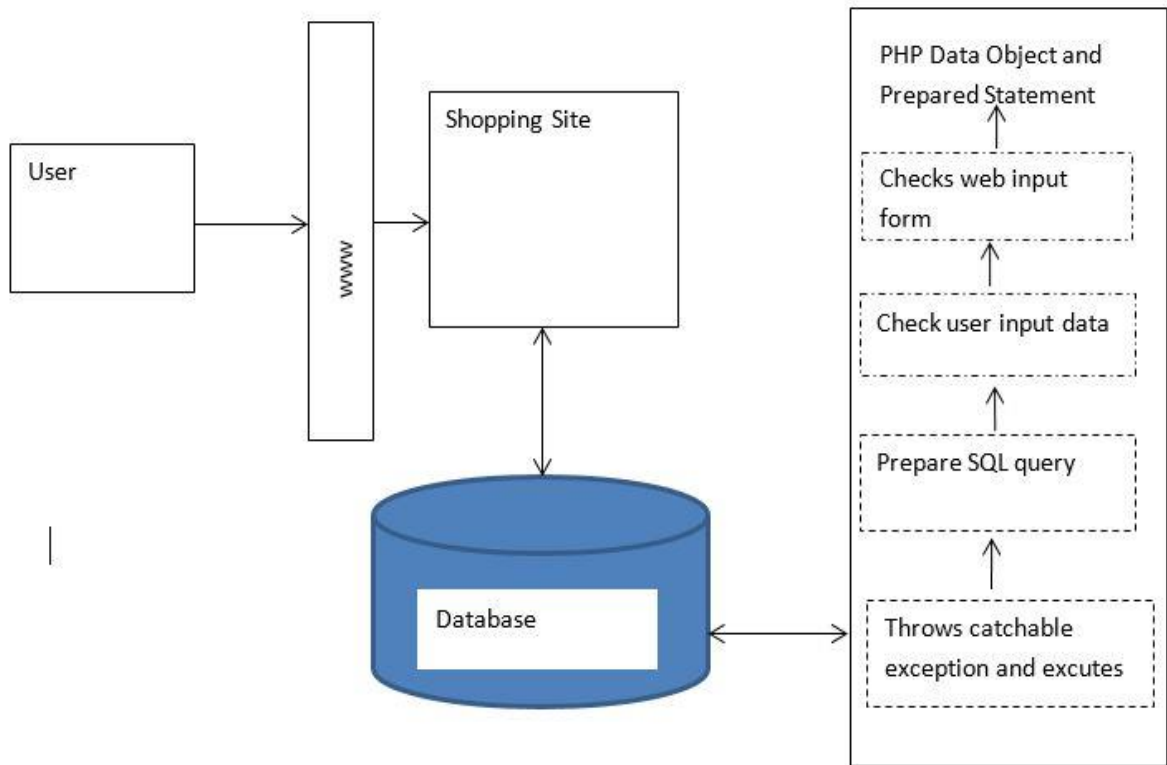 User
www
Shopping Site
Database
PHP Data Object and
Prepared Statement
Checks web input
form
Check user input data
Prepare SQL query
Throws catchable
exception and excutes